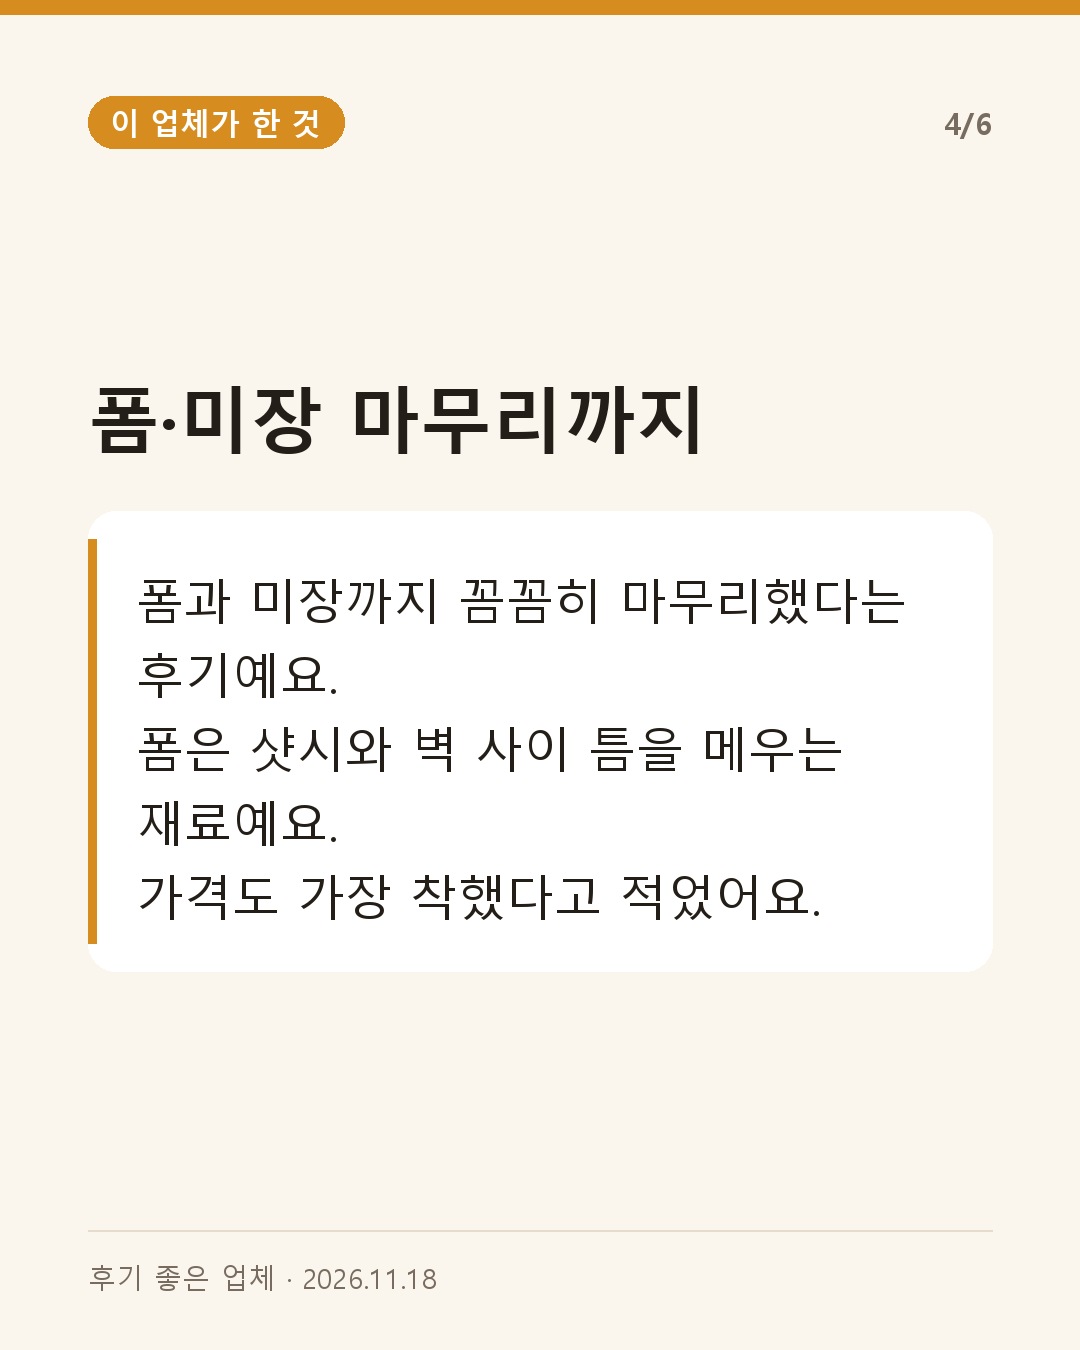 이 업체가 한 것
4/6
폼·미장 마무리까지
폼과 미장까지 꼼꼼히 마무리했다는
후기예요.
폼은 샷시와 벽 사이 틈을 메우는
재료예요.
가격도 가장 착했다고 적었어요.
후기 좋은 업체 · 2026.11.18